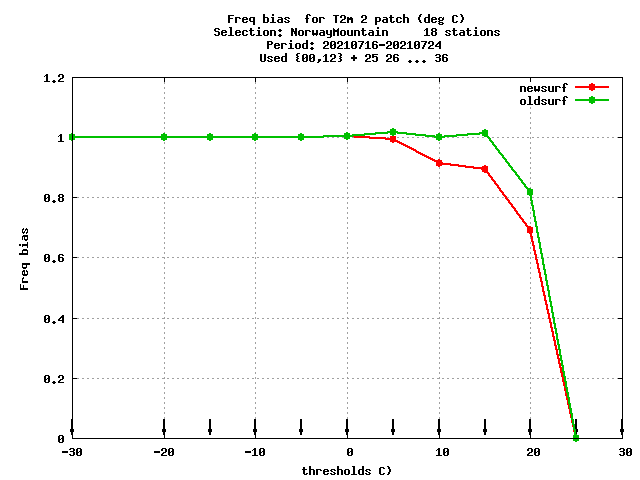 Freq bias  for T2m 2 patch (deg C)
Selection: NorwayMountain     18 stations
Period: 20210716-20210724
Used {00,12} + 25 26 ... 36
newsurf
oldsurf
1.2
1
0.8
0.6
0.4
0.2
0
Freq bias
-30 -20 -10 0 10 20 30
thresholds C)